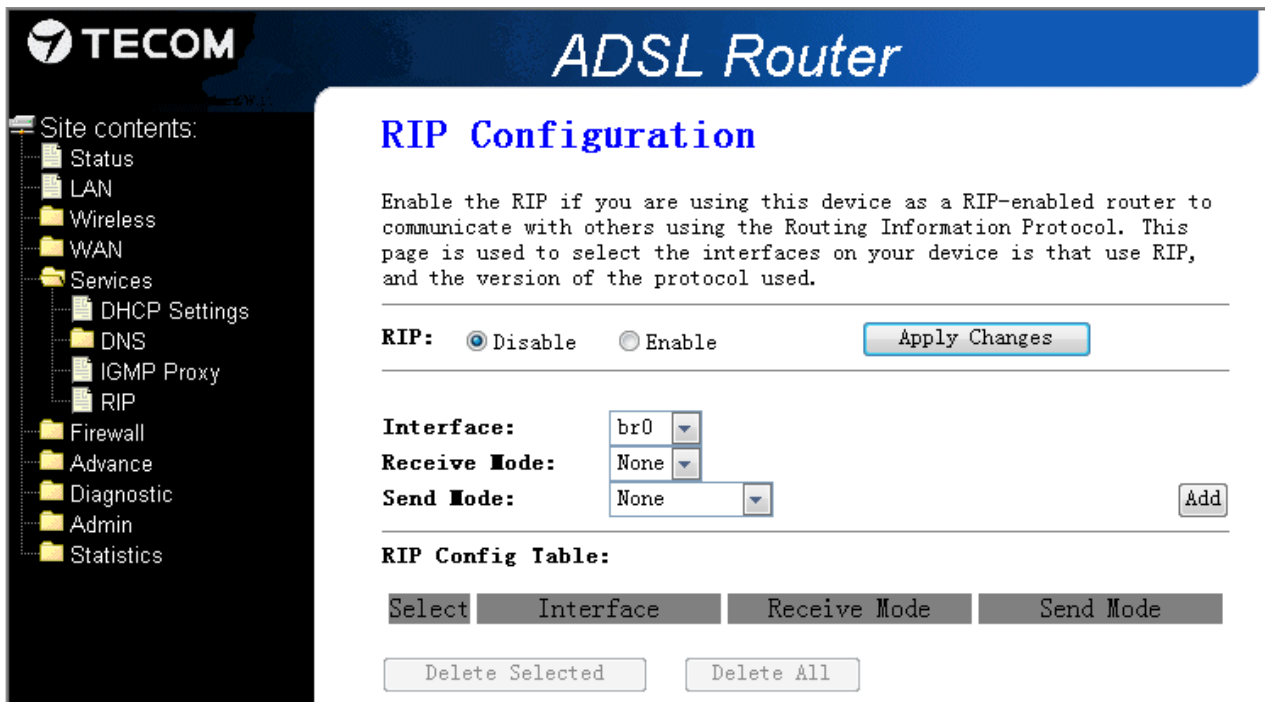 TECOM
ADSL Router
Site contents:
Status
LAN
Wireless
WAN
Services
DHCP Settings
DNS
IGMP Proxy
RIP
Firewall
Advance
Diagnostic
Admin
Statistics
RIP Configuration
Enable the RIP if you are using this device as a RIP-enabled router to
communicate with others using the Routing Information Protocol. This
page is used to select the interfaces on your device is that use RIP,
and the version of the protocol used.
RIP: Disable Enable Apply Changes
Interface: br0
Receive Mode: None
Send Mode: None Add
RIP Config Table:
Select Interface Receive Mode Send Mode
Delete Selected Delete All